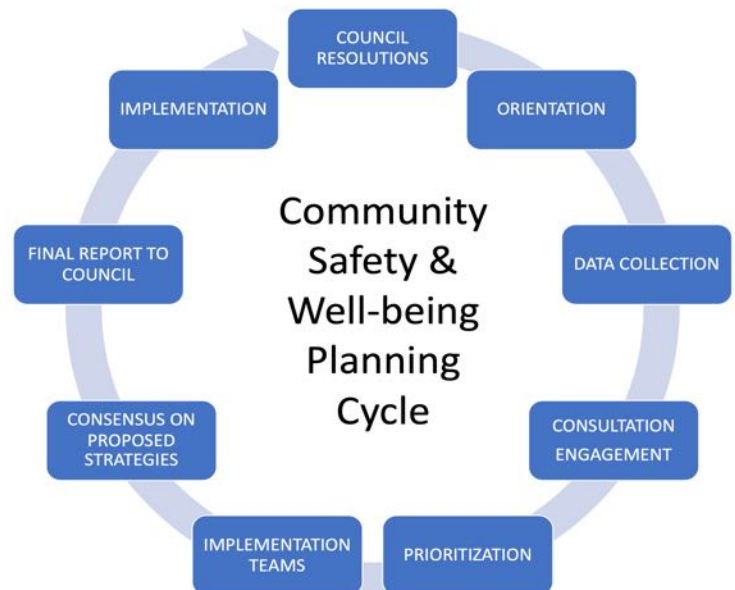 COUNCIL
RESOLUTIONS
ORIENTATION
DATA COLLECTION
CONSULTATION
ENGAGEMENT
PRIORITIZATION
IMPLEMENTATION
TEAMS
CONSENSUS ON
PROPOSED
STRATEGIES
FINAL REPORT TO
COUNCIL
IMPLEMENTATION
Community
Safety &
Well-being
Planning
Cycle